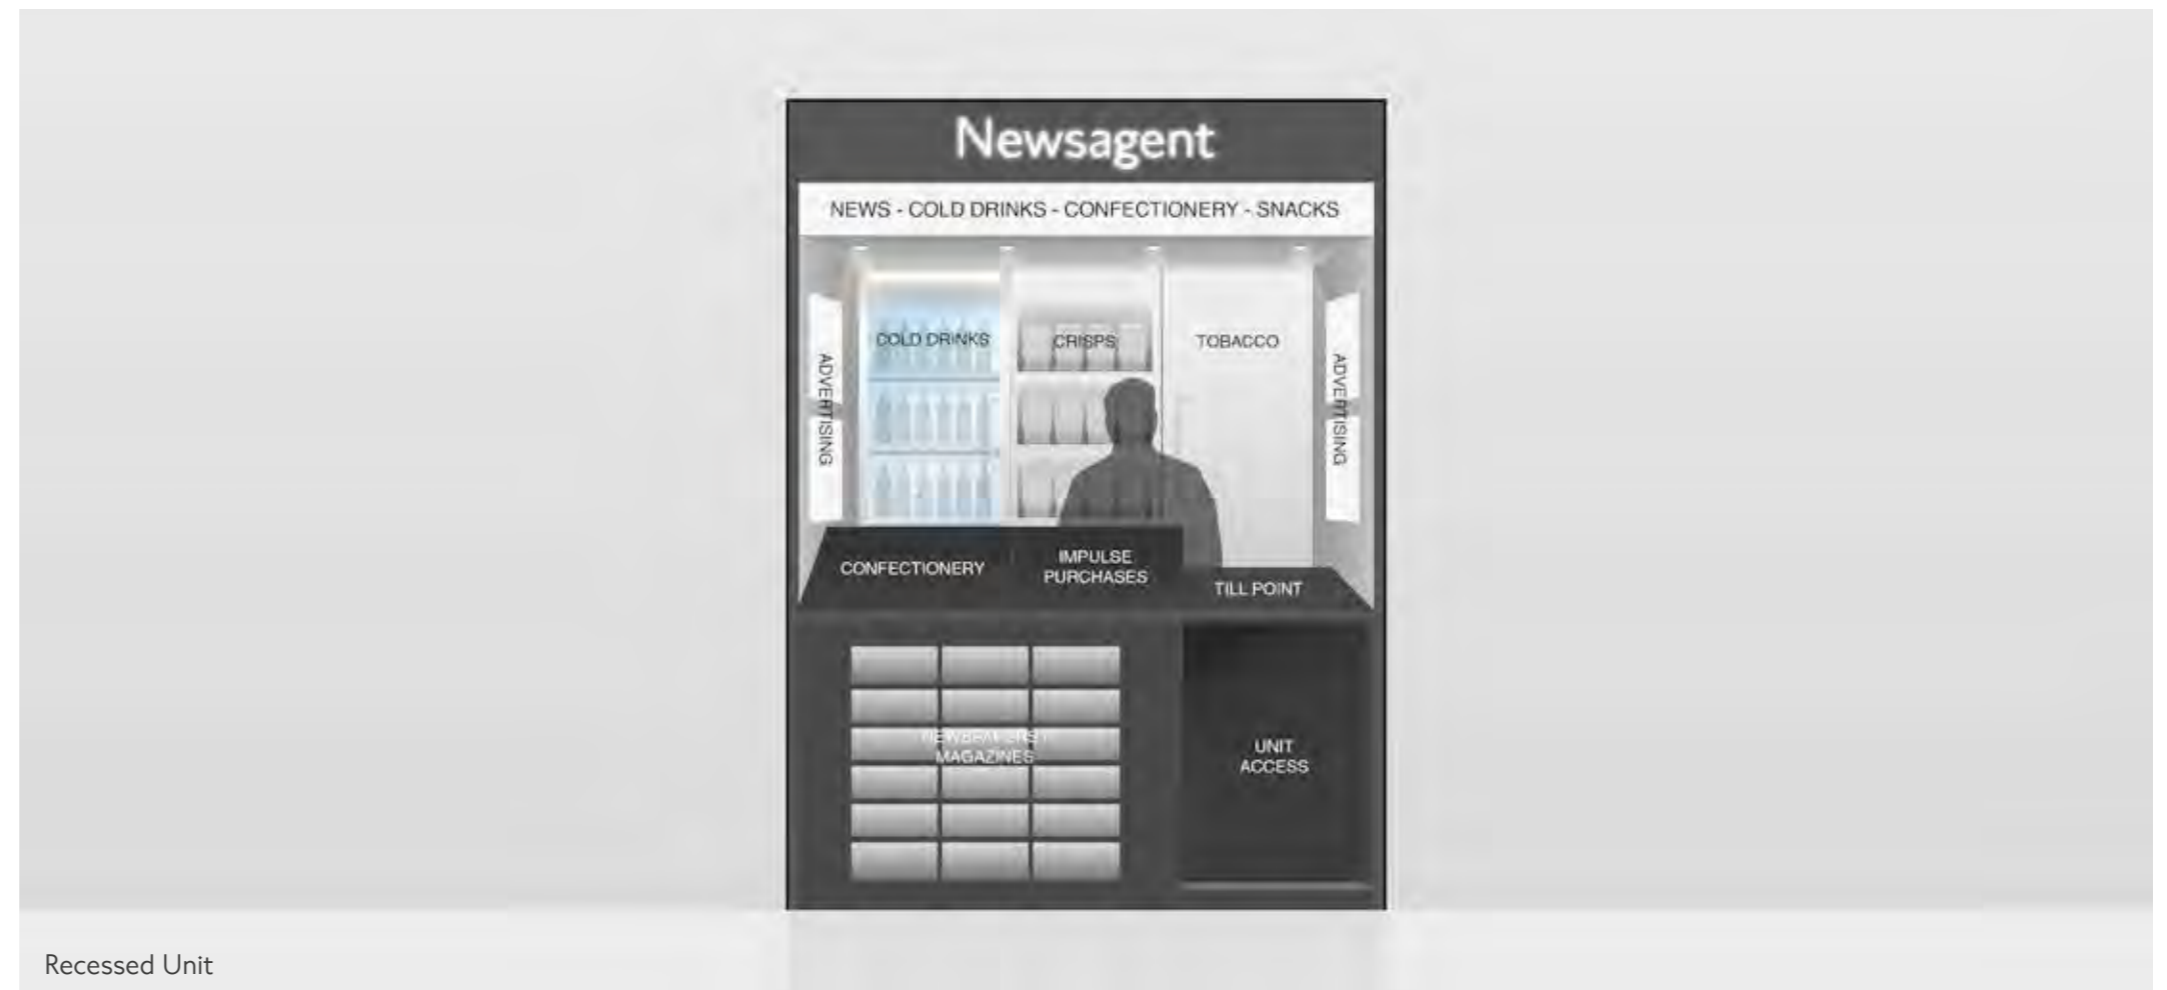 Newsagent
NEWS - COLD DRINKS - CONFECTIONERY - SNACKS
COLD DRINKS
CRISPS
TOBACCO
ADVERTISING
ADVERTISING
CONFECTIONERY
IMPULSE
PURCHASES
TILL POINT
MAGAZINES
UNIT
ACCESS
Recessed Unit